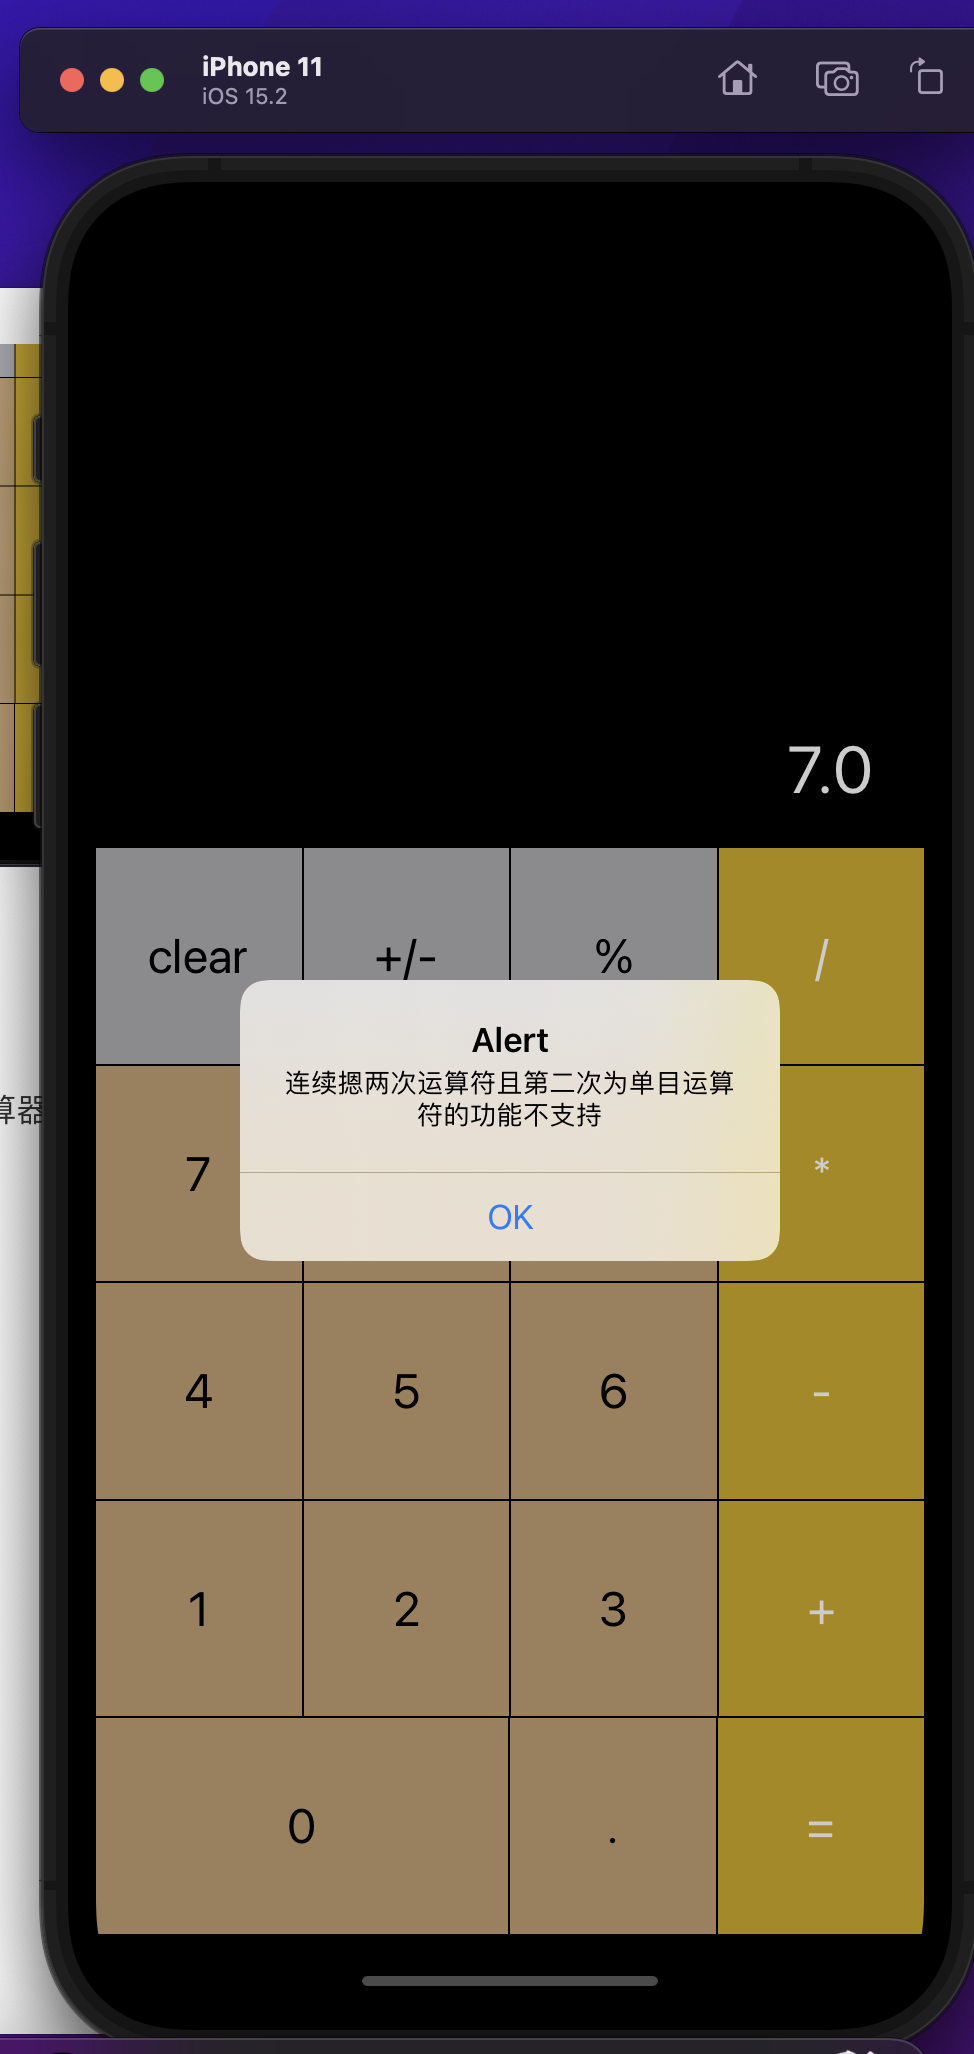 iPhone 11
iOS 15.2
7.0
clear
+/-
%
/
Alert
连续摁两次运算符且第二次为单目运算
符的功能不支持
7
*
OK
4
5
6
-
1
2
3
+
0
.
=
算器